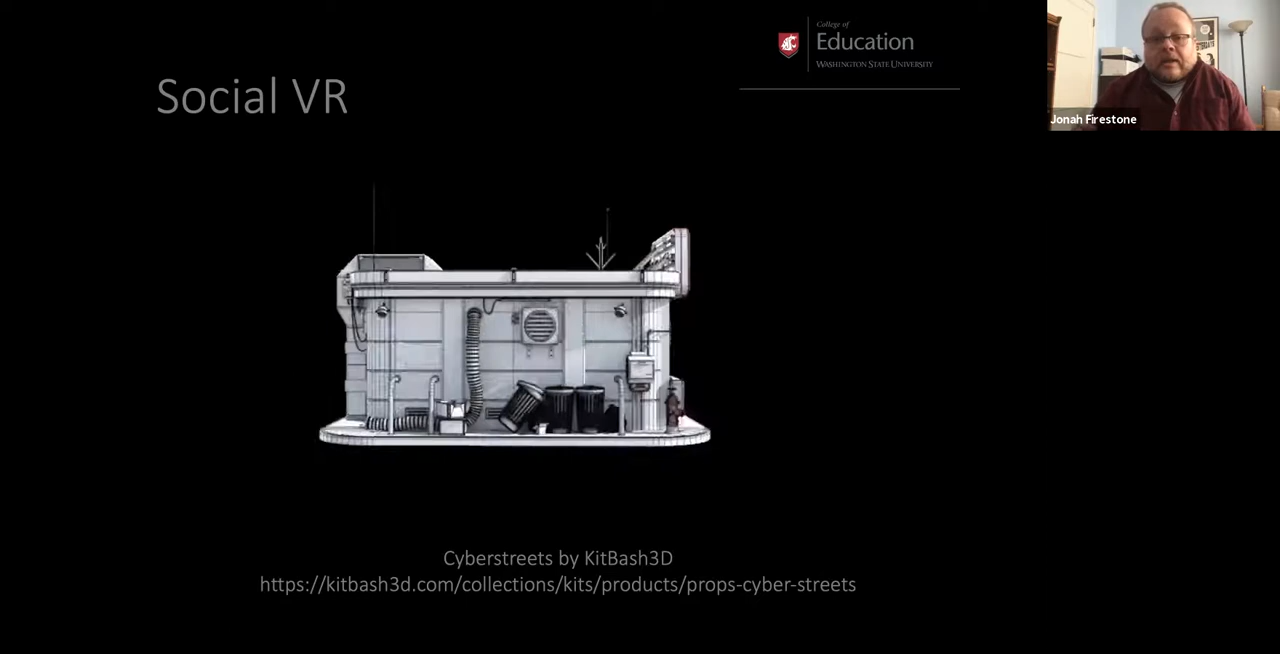 College of
Education
WASHINGTON STATE UNIVERSITY
Social VR
Jonah Firestone
Cyberstreets by KitBash3D
https://kitbash3d.com/collections/kits/products/props-cyber-streets